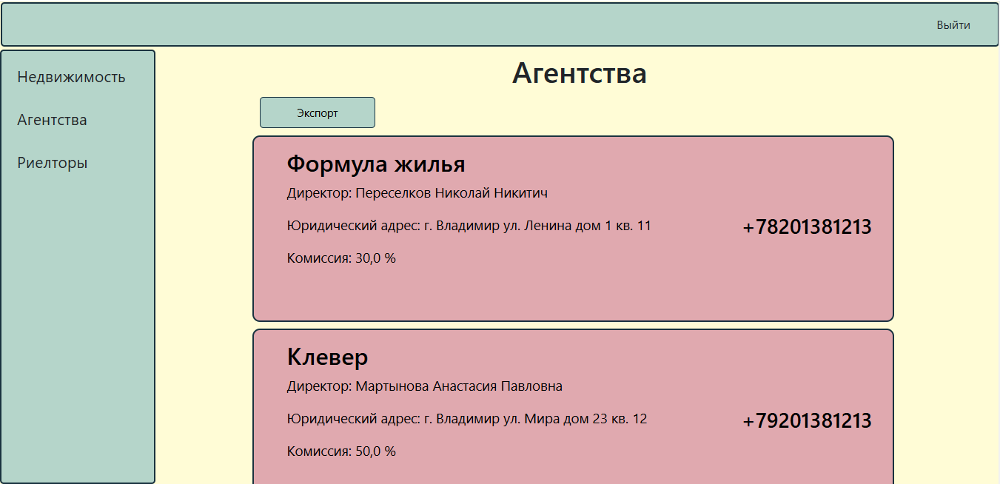 Выйти
Недвижимость
Агентства
Риелторы
Агентства
Экспорт
Формула жилья
Директор: Переселков Николай Никитич
Юридический адрес: г. Владимир ул. Ленина дом 1 кв. 11
+78201381213
Комиссия: 30,0 %
Клевер
Директор: Мартынова Анастасия Павловна
Юридический адрес: г. Владимир ул. Мира дом 23 кв. 12
+79201381213
Комиссия: 50,0 %